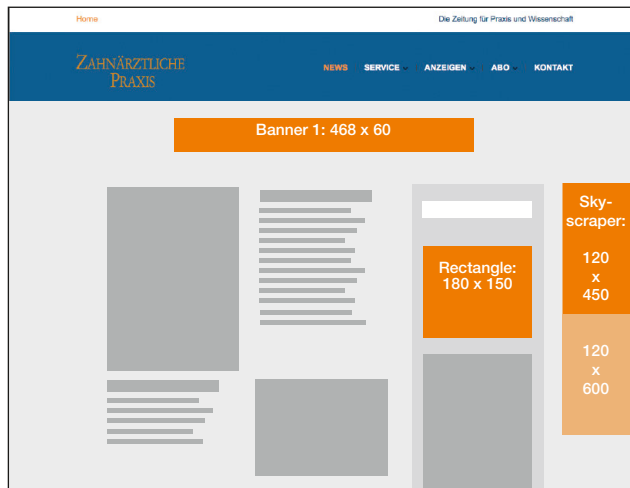 Home
Die Zeitung für Praxis und Wissenschaft
ZAHNÄRZTLICHE
PRAXIS
NEWS SERVICE ANZEIGEN ABO KONTAKT
Banner 1: 468 x 60
Rectangle:
180 x 150
Sky-
scraper:
120
x
450
120
x
600